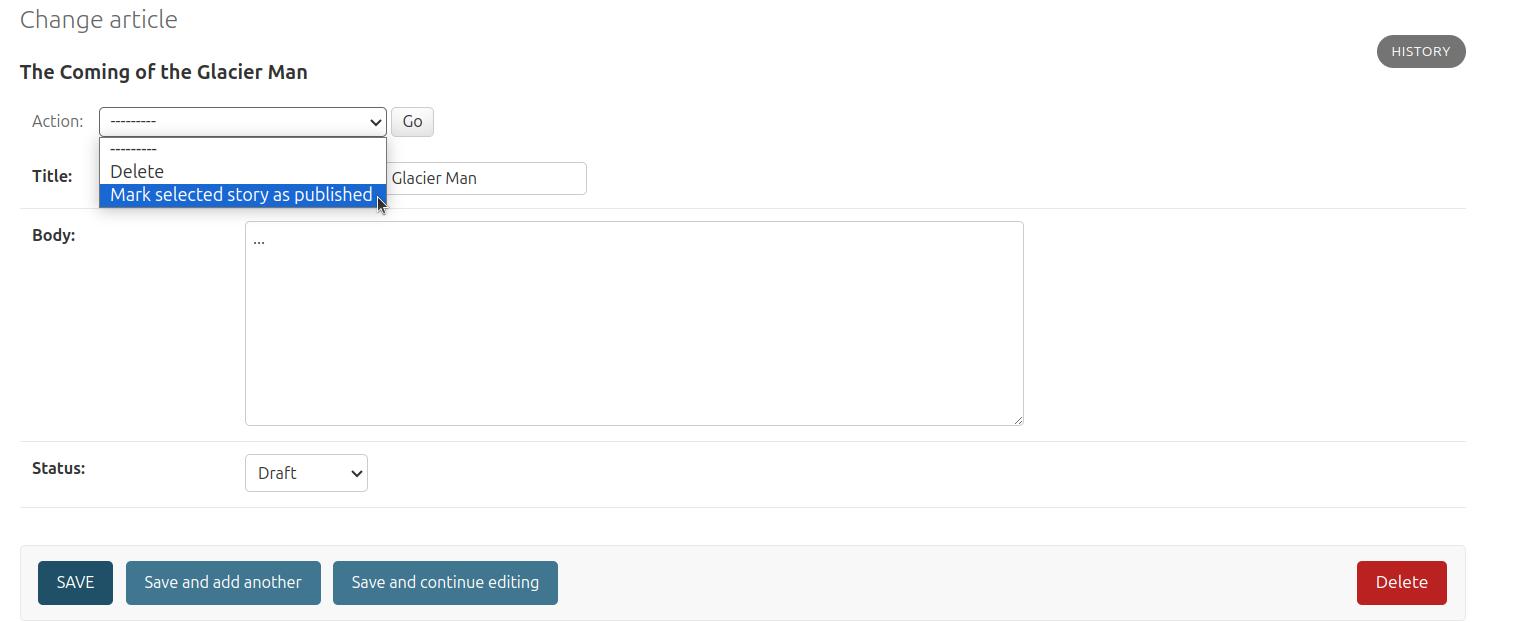 Change article
HISTORY
The Coming of the Glacier Man
Action: --------- Go
---------
Delete
Mark selected story as published
Title: Glacier Man
Body: ...
Status: Draft
SAVE Save and add another Save and continue editing Delete